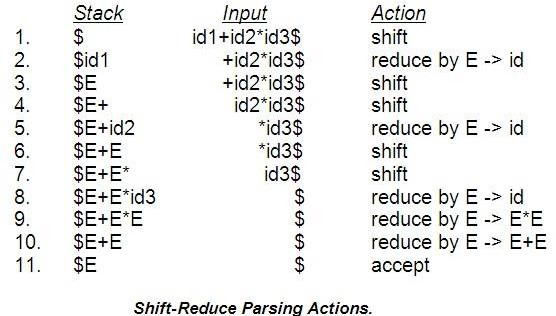 Stack Input Action
1. $ id1+id2*id3$ shift
2. $id1 +id2*id3$ reduce by E -> id
3. $E +id2*id3$ shift
4. $E+ id2*id3$ shift
5. $E+id2 *id3$ reduce by E -> id
6. $E+E *id3$ shift
7. $E+E* id3$ shift
8. $E+E*id3 $ reduce by E -> id
9. $E+E*E $ reduce by E -> E*E
10. $E+E $ reduce by E -> E+E
11. $E $ accept
Shift-Reduce Parsing Actions.